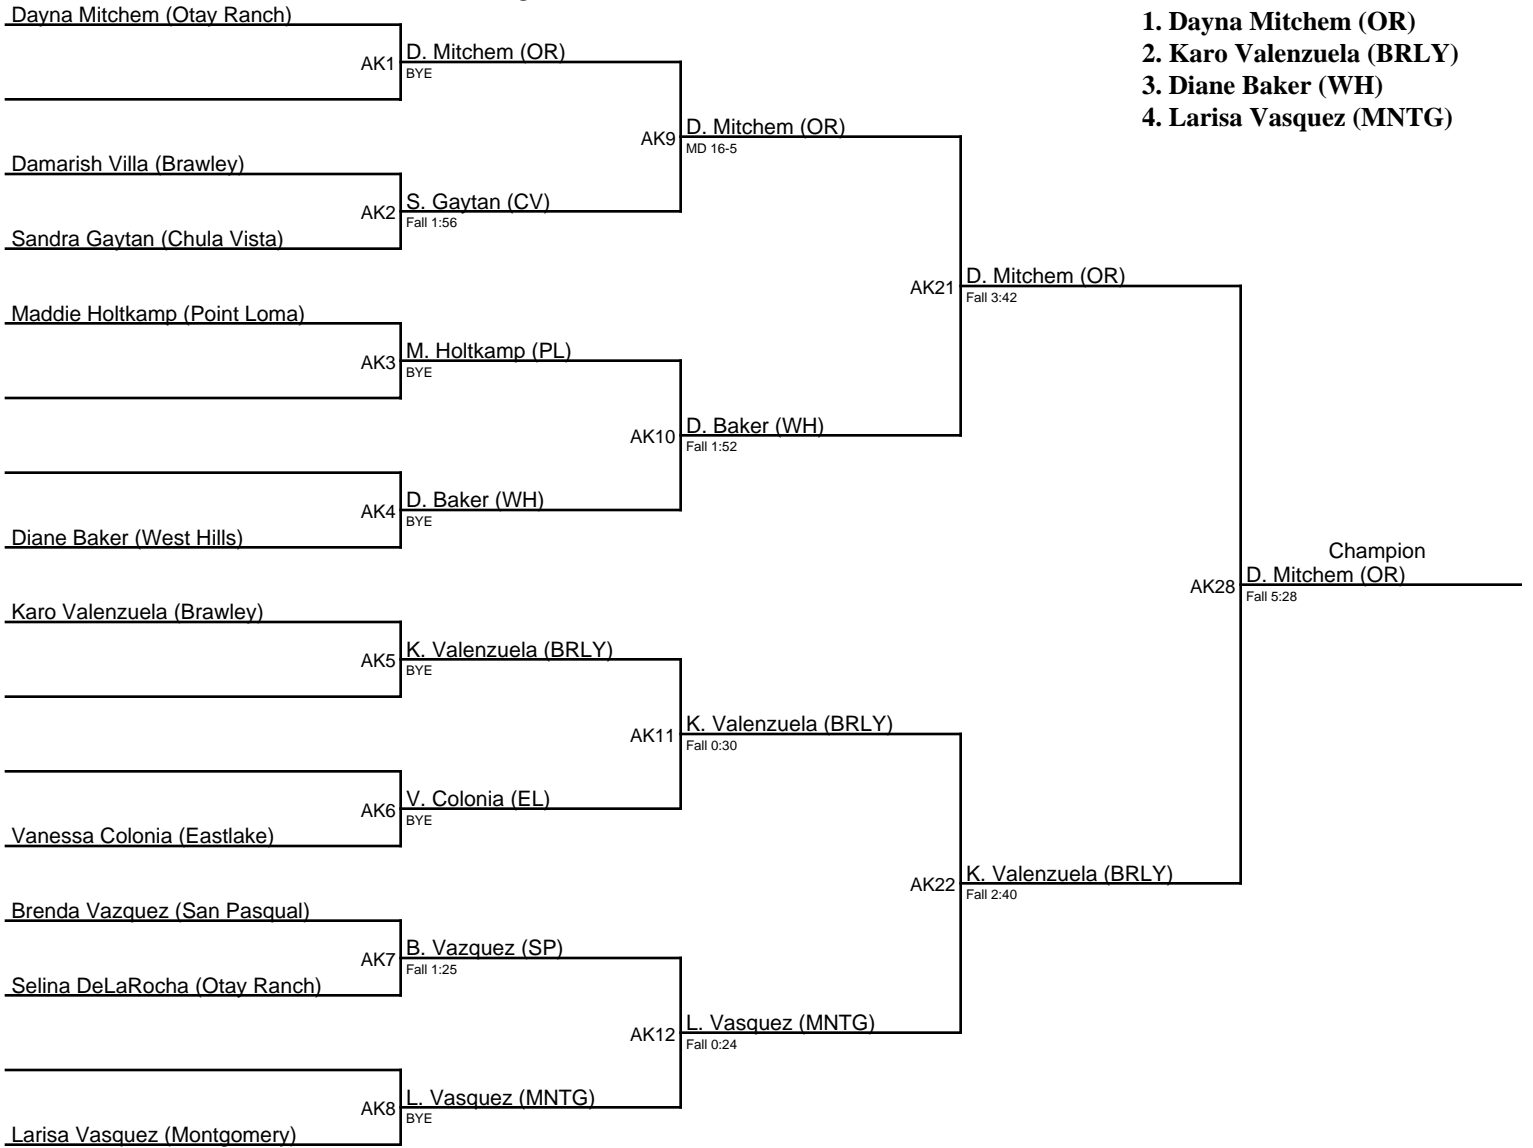 Dayna Mitchem (Otay Ranch)
AK1
D. Mitchem (OR)
BYE
Damarish Villa (Brawley)
AK2
S. Gaytan (CV)
Fall 1:56
Sandra Gaytan (Chula Vista)
AK9
D. Mitchem (OR)
MD 16-5
Maddie Holtkamp (Point Loma)
AK3
M. Holtkamp (PL)
BYE
AK10
D. Baker (WH)
Fall 1:52
AK4
D. Baker (WH)
BYE
Diane Baker (West Hills)
AK21
D. Mitchem (OR)
Fall 3:42
Karo Valenzuela (Brawley)
AK5
K. Valenzuela (BRLY)
BYE
AK11
K. Valenzuela (BRLY)
Fall 0:30
AK6
V. Colonia (EL)
BYE
Vanessa Colonia (Eastlake)
Brenda Vazquez (San Pasqual)
AK7
B. Vazquez (SP)
Fall 1:25
Selina DeLaRocha (Otay Ranch)
AK12
L. Vasquez (MNTG)
Fall 0:24
AK8
L. Vasquez (MNTG)
BYE
Larisa Vasquez (Montgomery)
AK22
K. Valenzuela (BRLY)
Fall 2:40
AK28
Champion
D. Mitchem (OR)
Fall 5:28
1. Dayna Mitchem (OR)
2. Karo Valenzuela (BRLY)
3. Diane Baker (WH)
4. Larisa Vasquez (MNTG)